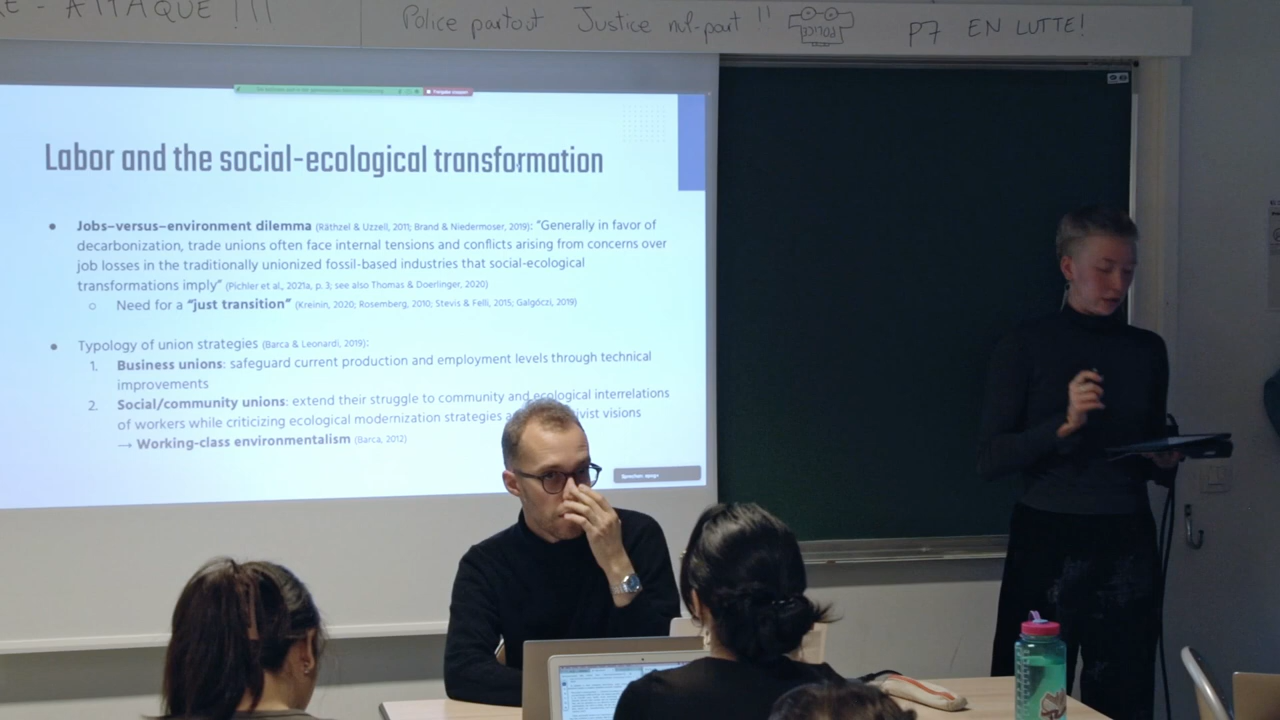 RE - ATTAQUE !!!
Police partout Justice nul-part !! POLICE P7 EN LUTTE!
Labor and the social-ecological transformation
● Jobs–versus–environment dilemma (Räthzel & Uzzell, 2011; Brand & Niedermoser, 2019): “Generally in favor of
decarbonization, trade unions often face internal tensions and conflicts arising from concerns over
job losses in the traditionally unionized fossil-based industries that social-ecological
transformations imply” (Pichler et al., 2021a, p. 3; see also Thomas & Doerlinger, 2020)
○ Need for a “just transition” (Kreinin, 2020; Rosemberg, 2010; Stevis & Felli, 2015; Galgóczi, 2019)
● Typology of union strategies (Barca & Leonardi, 2019):
1. Business unions: safeguard current production and employment levels through technical
improvements
2. Social/community unions: extend their struggle to community and ecological interrelations
of workers while criticizing ecological modernization strategies
→ Working-class environmentalism (Barca, 2012)